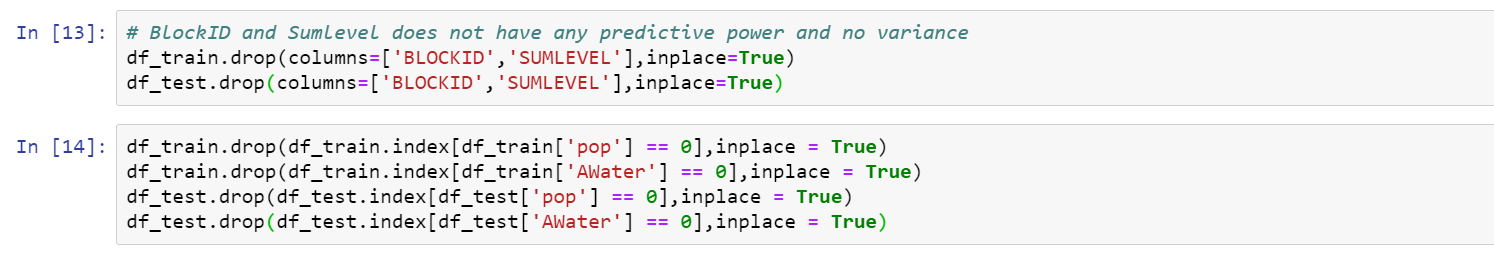 In [13]: # BlockID and Sumlevel does not have any predictive power and no variance
df_train.drop(columns=['BLOCKID','SUMLEVEL'],inplace=True)
df_test.drop(columns=['BLOCKID','SUMLEVEL'],inplace=True)
In [14]: df_train.drop(df_train.index[df_train['pop'] == 0],inplace = True)
df_train.drop(df_train.index[df_train['AWater'] == 0],inplace = True)
df_test.drop(df_test.index[df_test['pop'] == 0],inplace = True)
df_test.drop(df_test.index[df_test['AWater'] == 0],inplace = True)